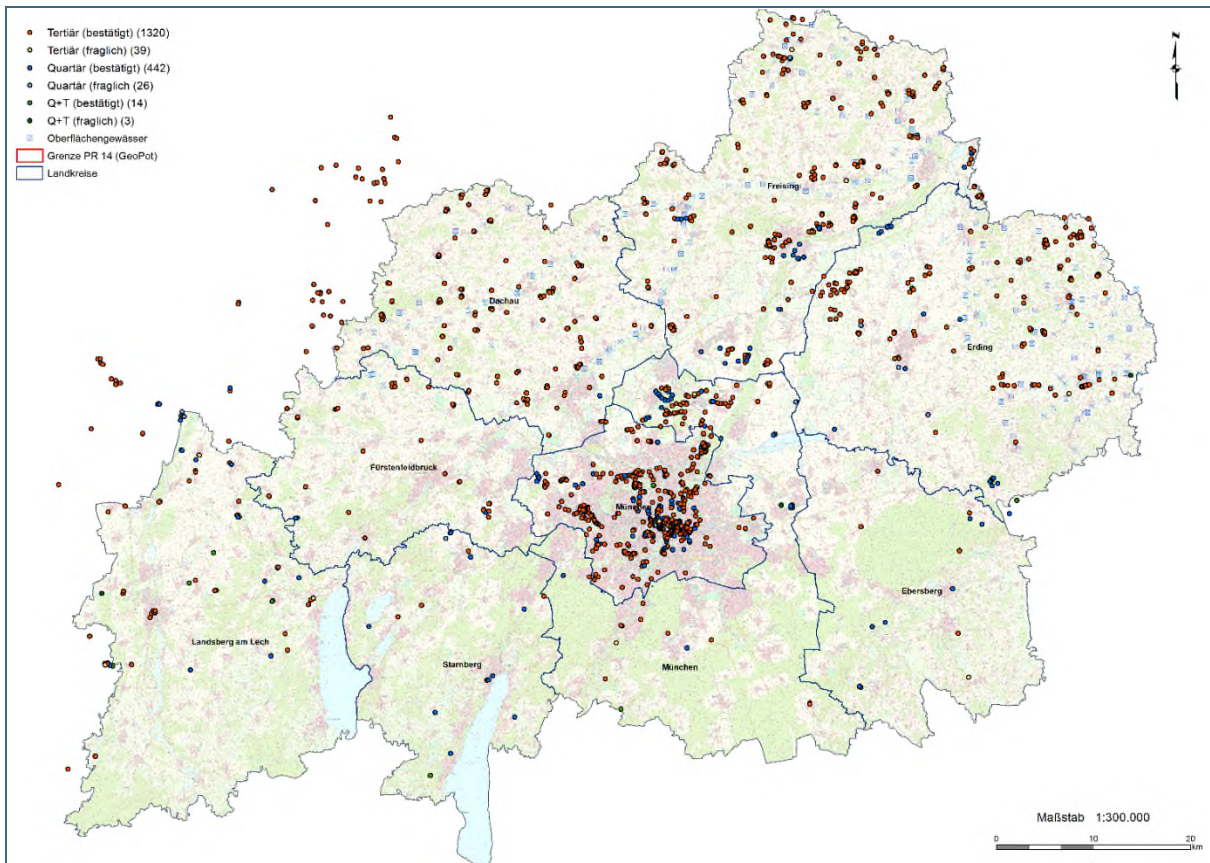 Tertiär (bestätigt) (1320)
Tertiär (fraglich) (39)
Quartär (bestätigt) (442)
Quartär (fraglich) (26)
Q+T (bestätigt) (14)
Q+T (fraglich) (3)
Oberflächengewässer
Grenze PR 14 (GeoPot)
Landkreise
N
Freising
Dachau
Erding
Fürstenfeldbruck
München
Ebersberg
Landsberg am Lech
Starnberg
München
Maßstab 1:300.000
0 10 20
km